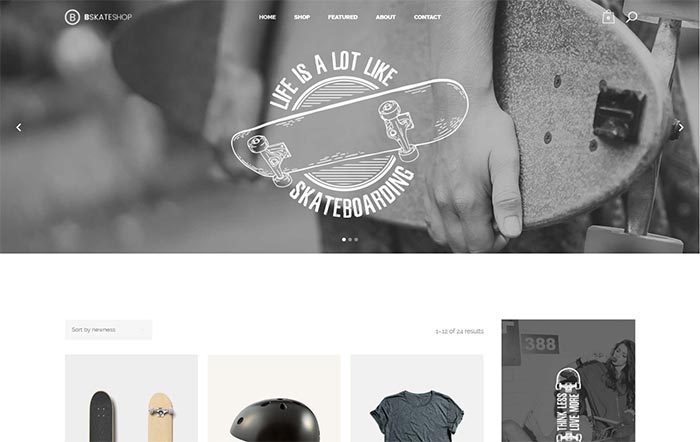 B BSKATESHOP
HOME SHOP FEATURED ABOUT CONTACT
0
LIFE IS A LOT LIKE
SKATEBOARDING
Sort by newness
1–12 of 24 results
388
THINK LESS
LOVE MORE